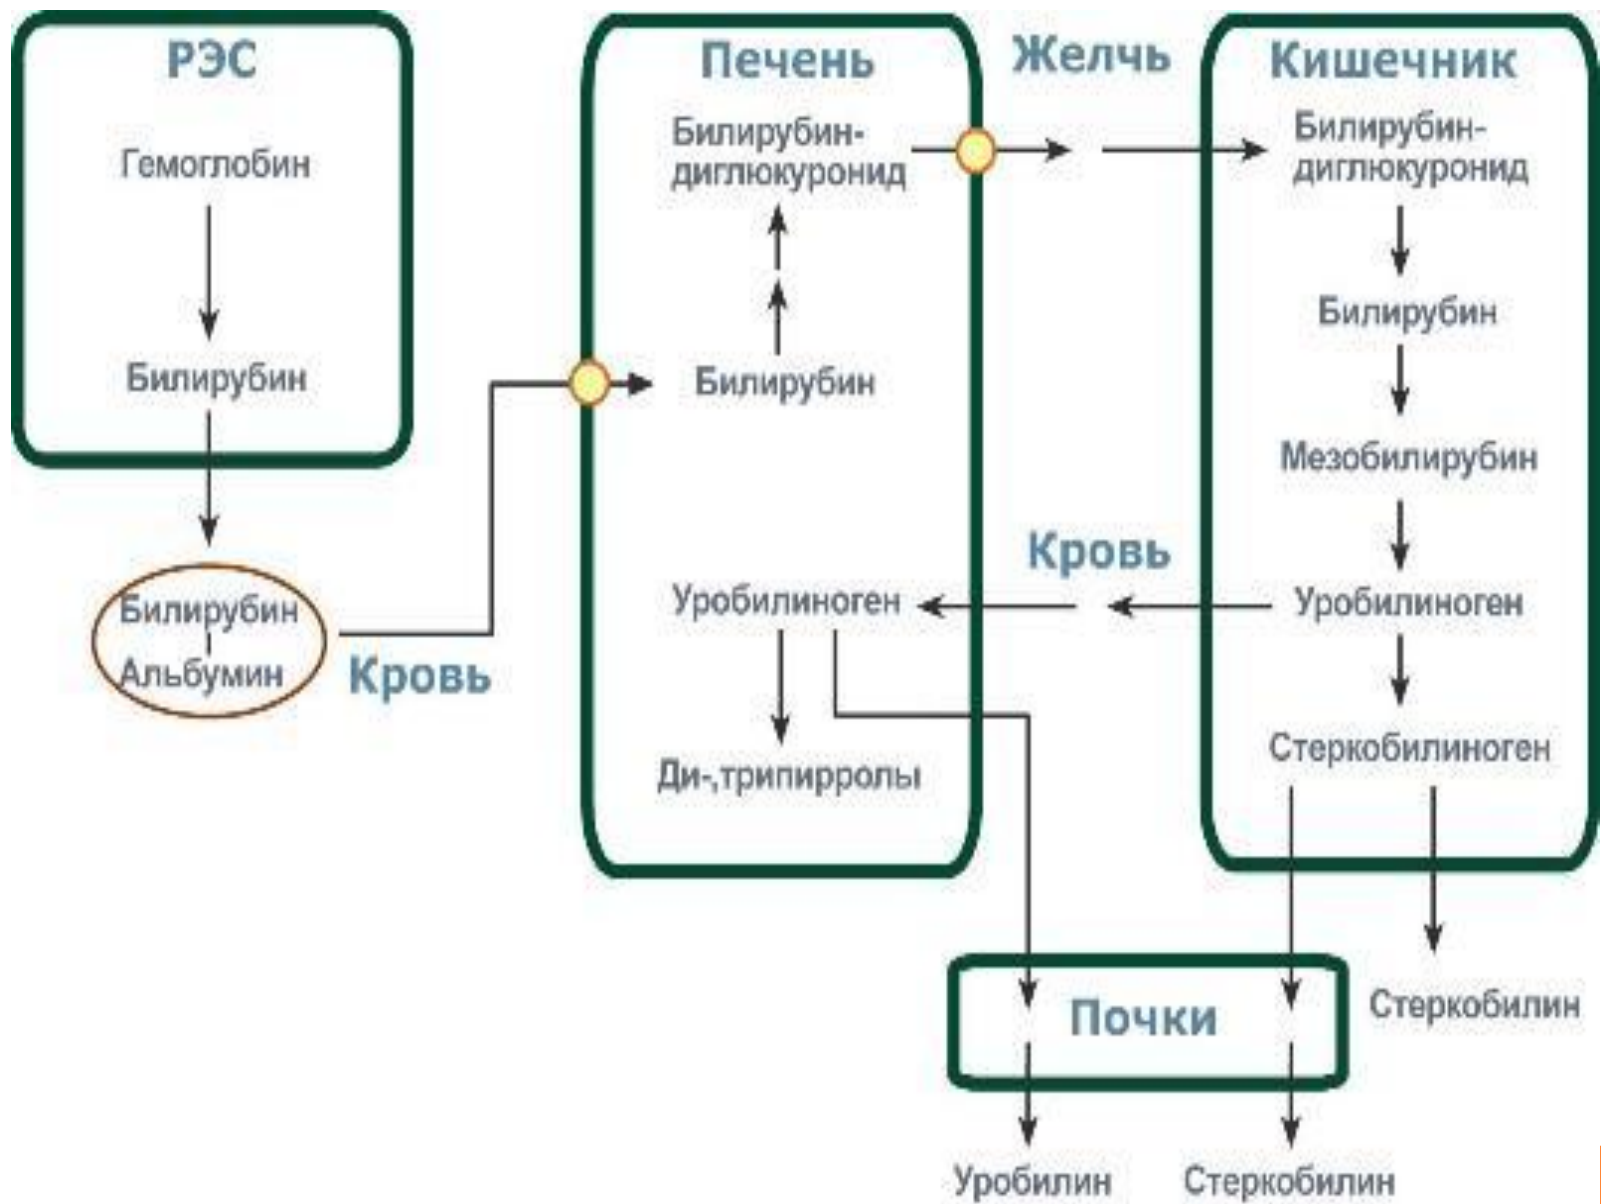 РЭС
Гемоглобин
Билирубин
Билирубин
Альбумин
Кровь
Печень
Билирубин-
диглюкуронид
Билирубин
Уробилиноген
Ди-,трипирролы
Желчь
Кровь
Кишечник
Билирубин-
диглюкуронид
Билирубин
Мезобилирубин
Уробилиноген
Стеркобилиноген
Стеркобилин
Почки
Уробилин
Стеркобилин